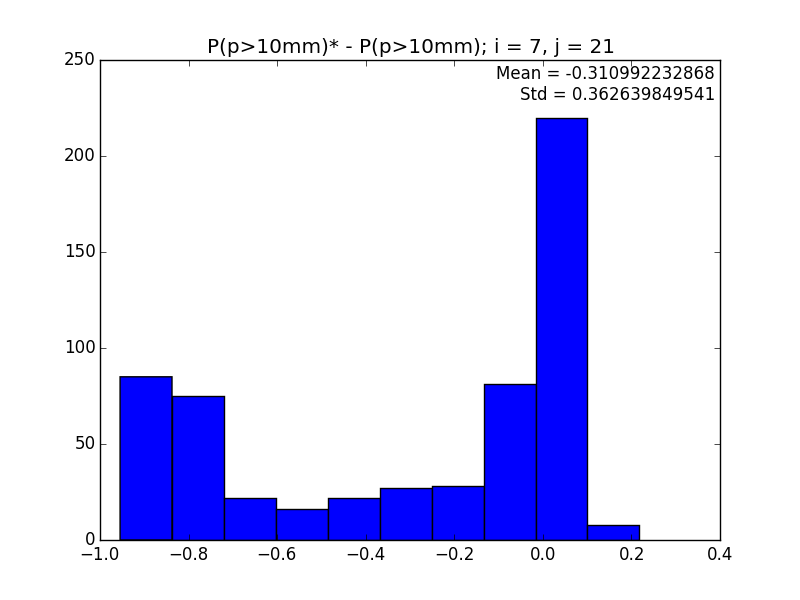 P(p>10mm)* - P(p>10mm); i = 7, j = 21
Mean = -0.310992232868
Std = 0.362639849541
250
200
150
100
50
0
−1.0 −0.8 −0.6 −0.4 −0.2 0.0 0.2 0.4